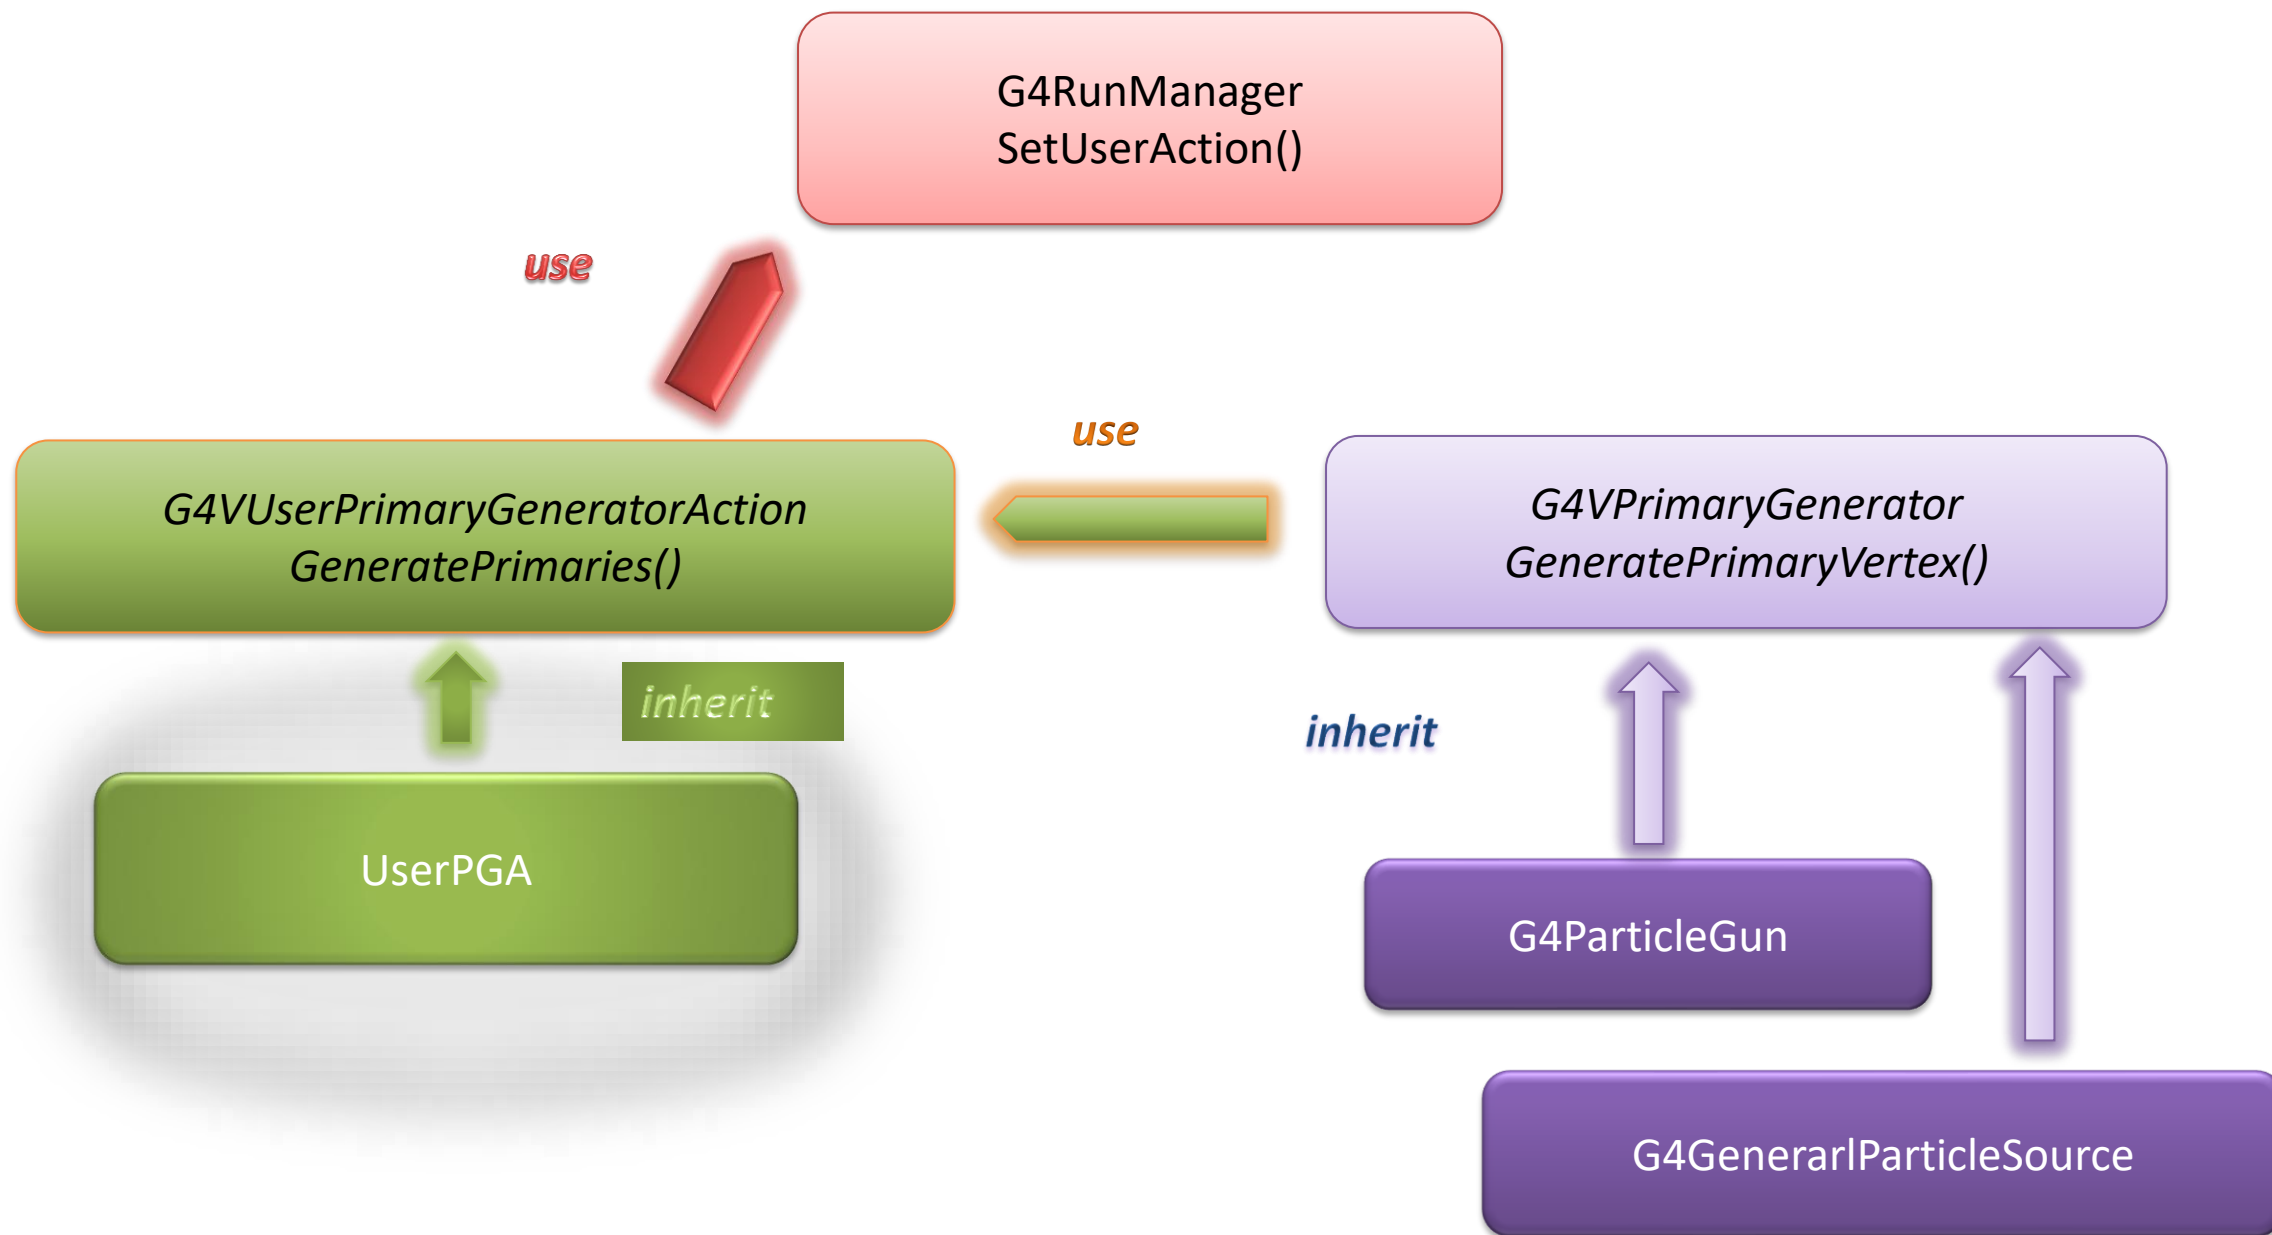 G4RunManager
SetUserAction()
use
use
G4VUserPrimaryGeneratorAction
GeneratePrimaries()
G4VPrimaryGenerator
GeneratePrimaryVertex()
inherit
inherit
UserPGA
G4ParticleGun
G4GenerarlParticleSource